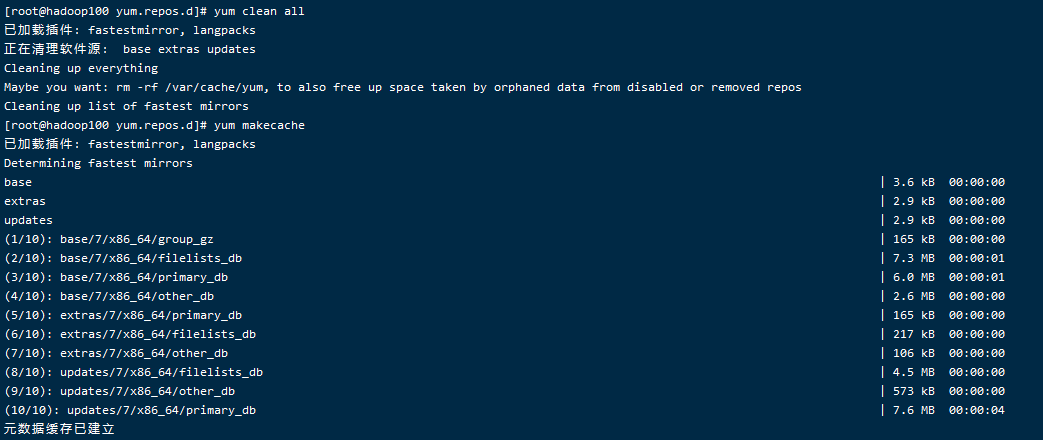 [root@hadoop100 yum.repos.d]# yum clean all
已加载插件: fastestmirror, langpacks
正在清理软件源: base extras updates
Cleaning up everything
Maybe you want: rm -rf /var/cache/yum, to also free up space taken by orphaned data from disabled or removed repos
Cleaning up list of fastest mirrors
[root@hadoop100 yum.repos.d]# yum makecache
已加载插件: fastestmirror, langpacks
Determining fastest mirrors
base | 3.6 kB 00:00:00
extras | 2.9 kB 00:00:00
updates | 2.9 kB 00:00:00
(1/10): base/7/x86_64/group_gz | 165 kB 00:00:00
(2/10): base/7/x86_64/filelists_db | 7.3 MB 00:00:01
(3/10): base/7/x86_64/primary_db | 6.0 MB 00:00:01
(4/10): base/7/x86_64/other_db | 2.6 MB 00:00:00
(5/10): extras/7/x86_64/primary_db | 165 kB 00:00:00
(6/10): extras/7/x86_64/filelists_db | 217 kB 00:00:00
(7/10): extras/7/x86_64/other_db | 106 kB 00:00:00
(8/10): updates/7/x86_64/filelists_db | 4.5 MB 00:00:00
(9/10): updates/7/x86_64/other_db | 573 kB 00:00:00
(10/10): updates/7/x86_64/primary_db | 7.6 MB 00:00:04
元数据缓存已建立